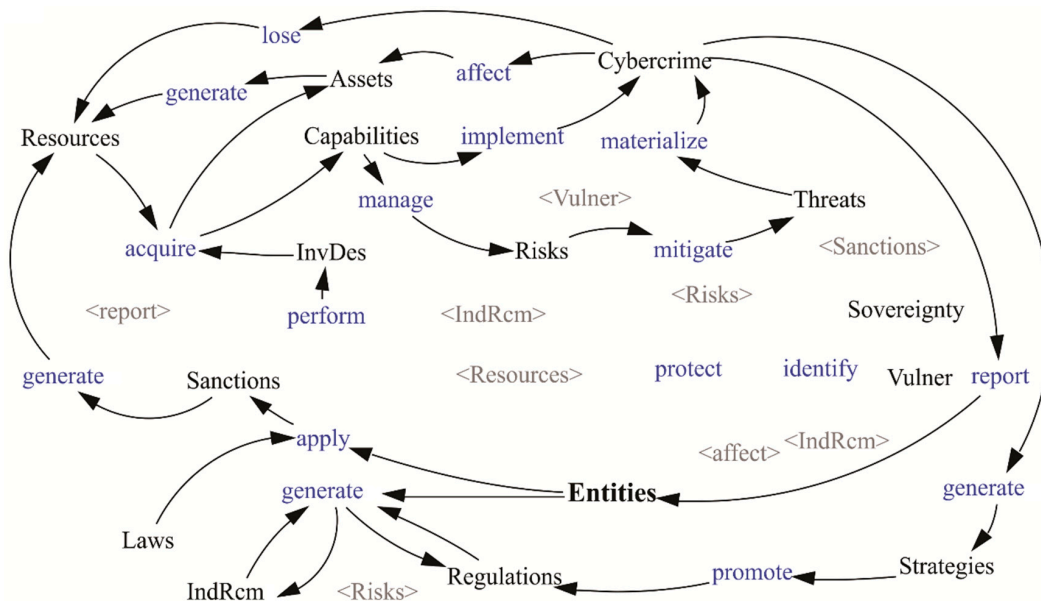 lose
Cybercrime
affect
Assets
generate
Resources
Capabilities
implement
materialize
manage
<Vulner>
Threats
acquire
InvDes
Risks
mitigate
<Sanctions>
<report>
perform
<IndRcm>
<Risks>
Sovereignty
generate
Sanctions
<Resources>
protect
identify
Vulner
report
apply
<affect>
<IndRcm>
generate
Entities
generate
Laws
IndRcm
<Risks>
Regulations
promote
Strategies